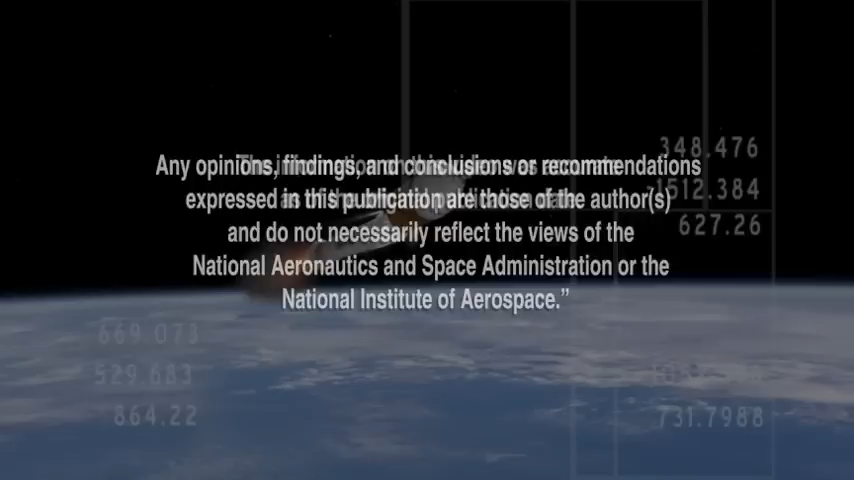 Any opinions, findings, and conclusions or recommendations
expressed in this publication are those of the author(s)
and do not necessarily reflect the views of the
National Aeronautics and Space Administration or the
National Institute of Aerospace.”
348.476
-1512.384
627.26
669.073
529.683
864.22
731.7988